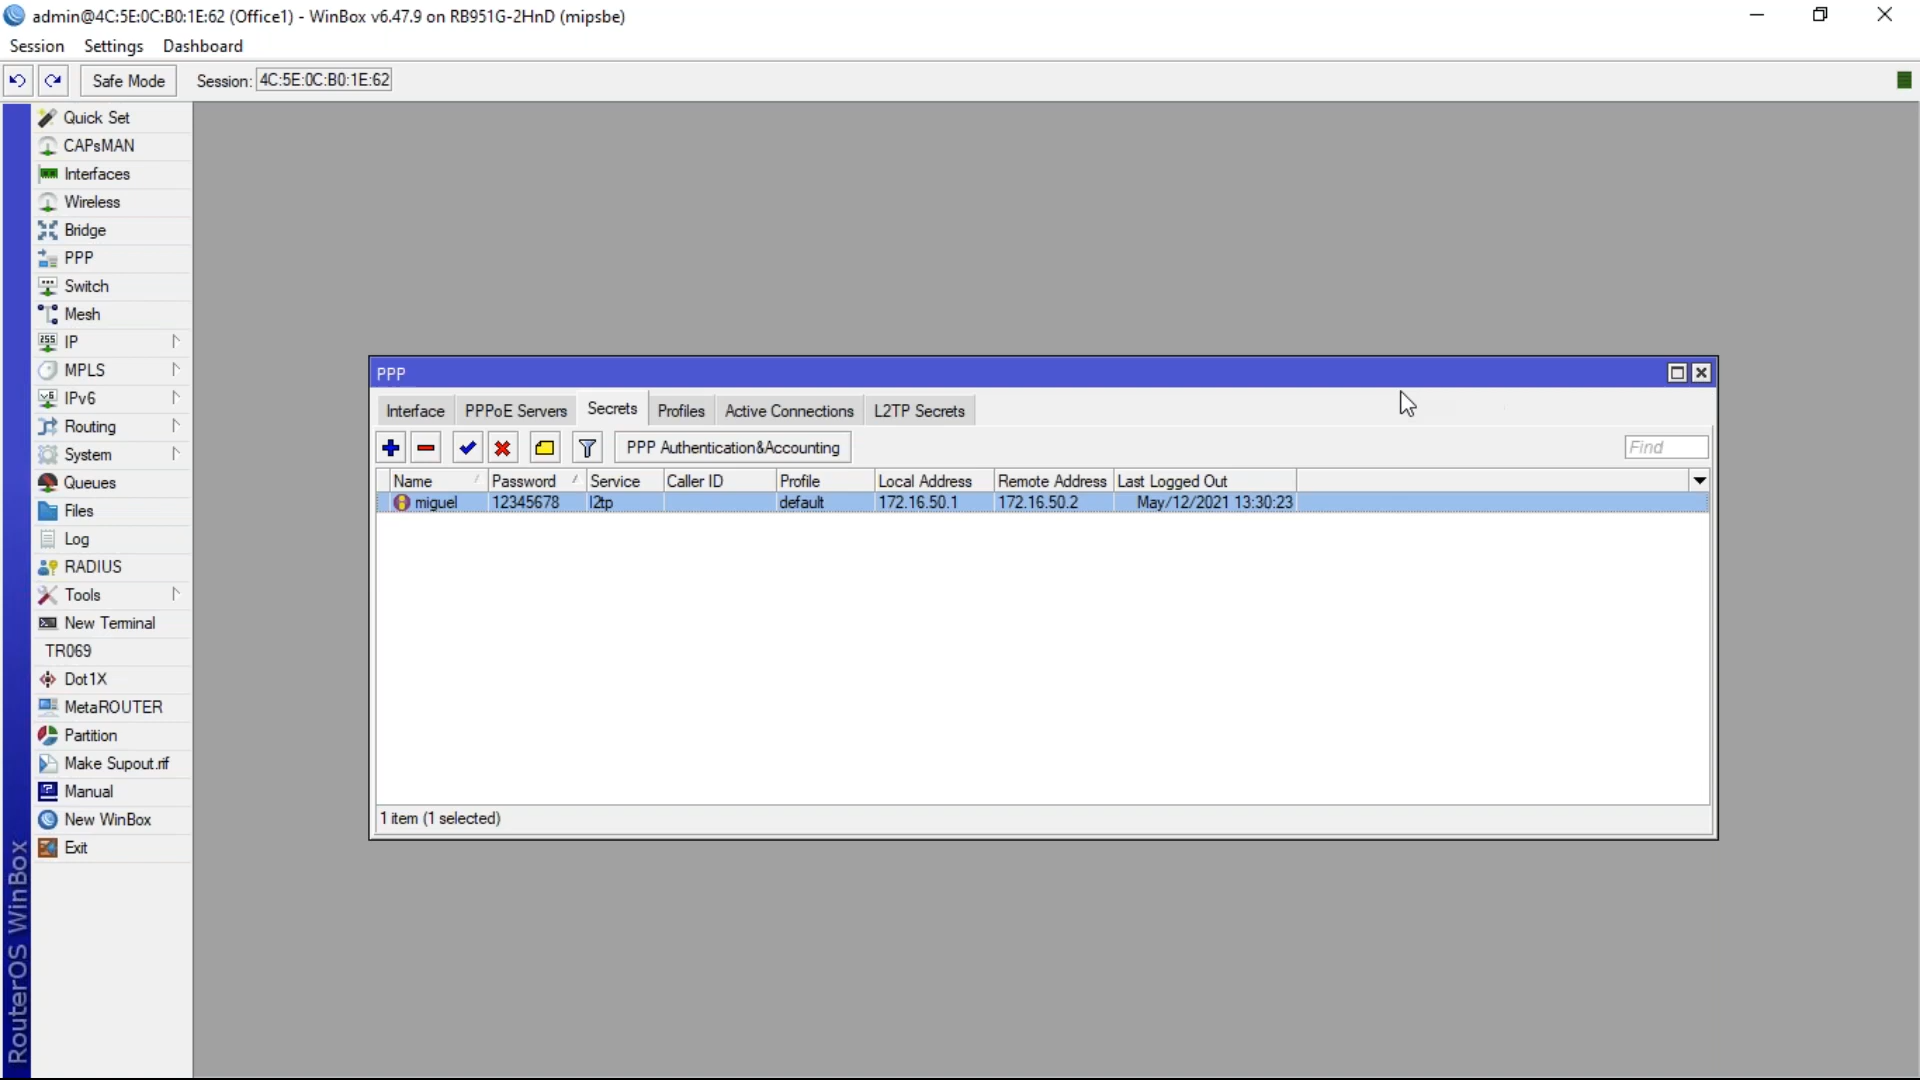 admin@4C:5E:0C:B0:1E:62 (Office1) - WinBox v6.47.9 on RB951G-2HnD (mipsbe)
Session Settings Dashboard
Safe Mode Session: 4C:5E:0C:B0:1E:62
Quick Set
CAPsMAN
Interfaces
Wireless
Bridge
PPP
Switch
Mesh
IP
MPLS
IPv6
Routing
System
Queues
Files
Log
RADIUS
Tools
New Terminal
TR069
Dot1X
MetaROUTER
Partition
Make Supout.rif
Manual
New WinBox
Exit
RouterOS WinBox
PPP
Interface PPPoE Servers Secrets Profiles Active Connections L2TP Secrets
PPP Authentication&Accounting Find
Name Password Service Caller ID Profile Local Address Remote Address Last Logged Out
miguel 12345678 l2tp default 172.16.50.1 172.16.50.2 May/12/2021 13:30:23
1 item (1 selected)